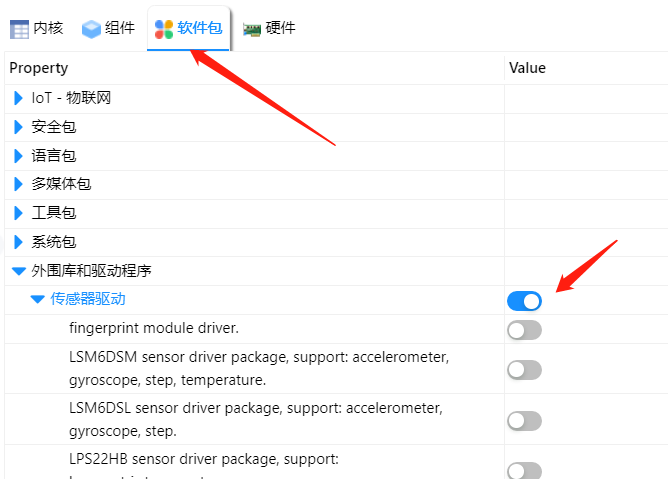 内核 组件 软件包 硬件
Property Value
IoT - 物联网
安全包
语言包
多媒体包
工具包
系统包
外围库和驱动程序
传感器驱动
fingerprint module driver.
LSM6DSM sensor driver package, support: accelerometer,
gyroscope, step, temperature.
LSM6DSL sensor driver package, support: accelerometer,
gyroscope, step.
LPS22HB sensor driver package, support: